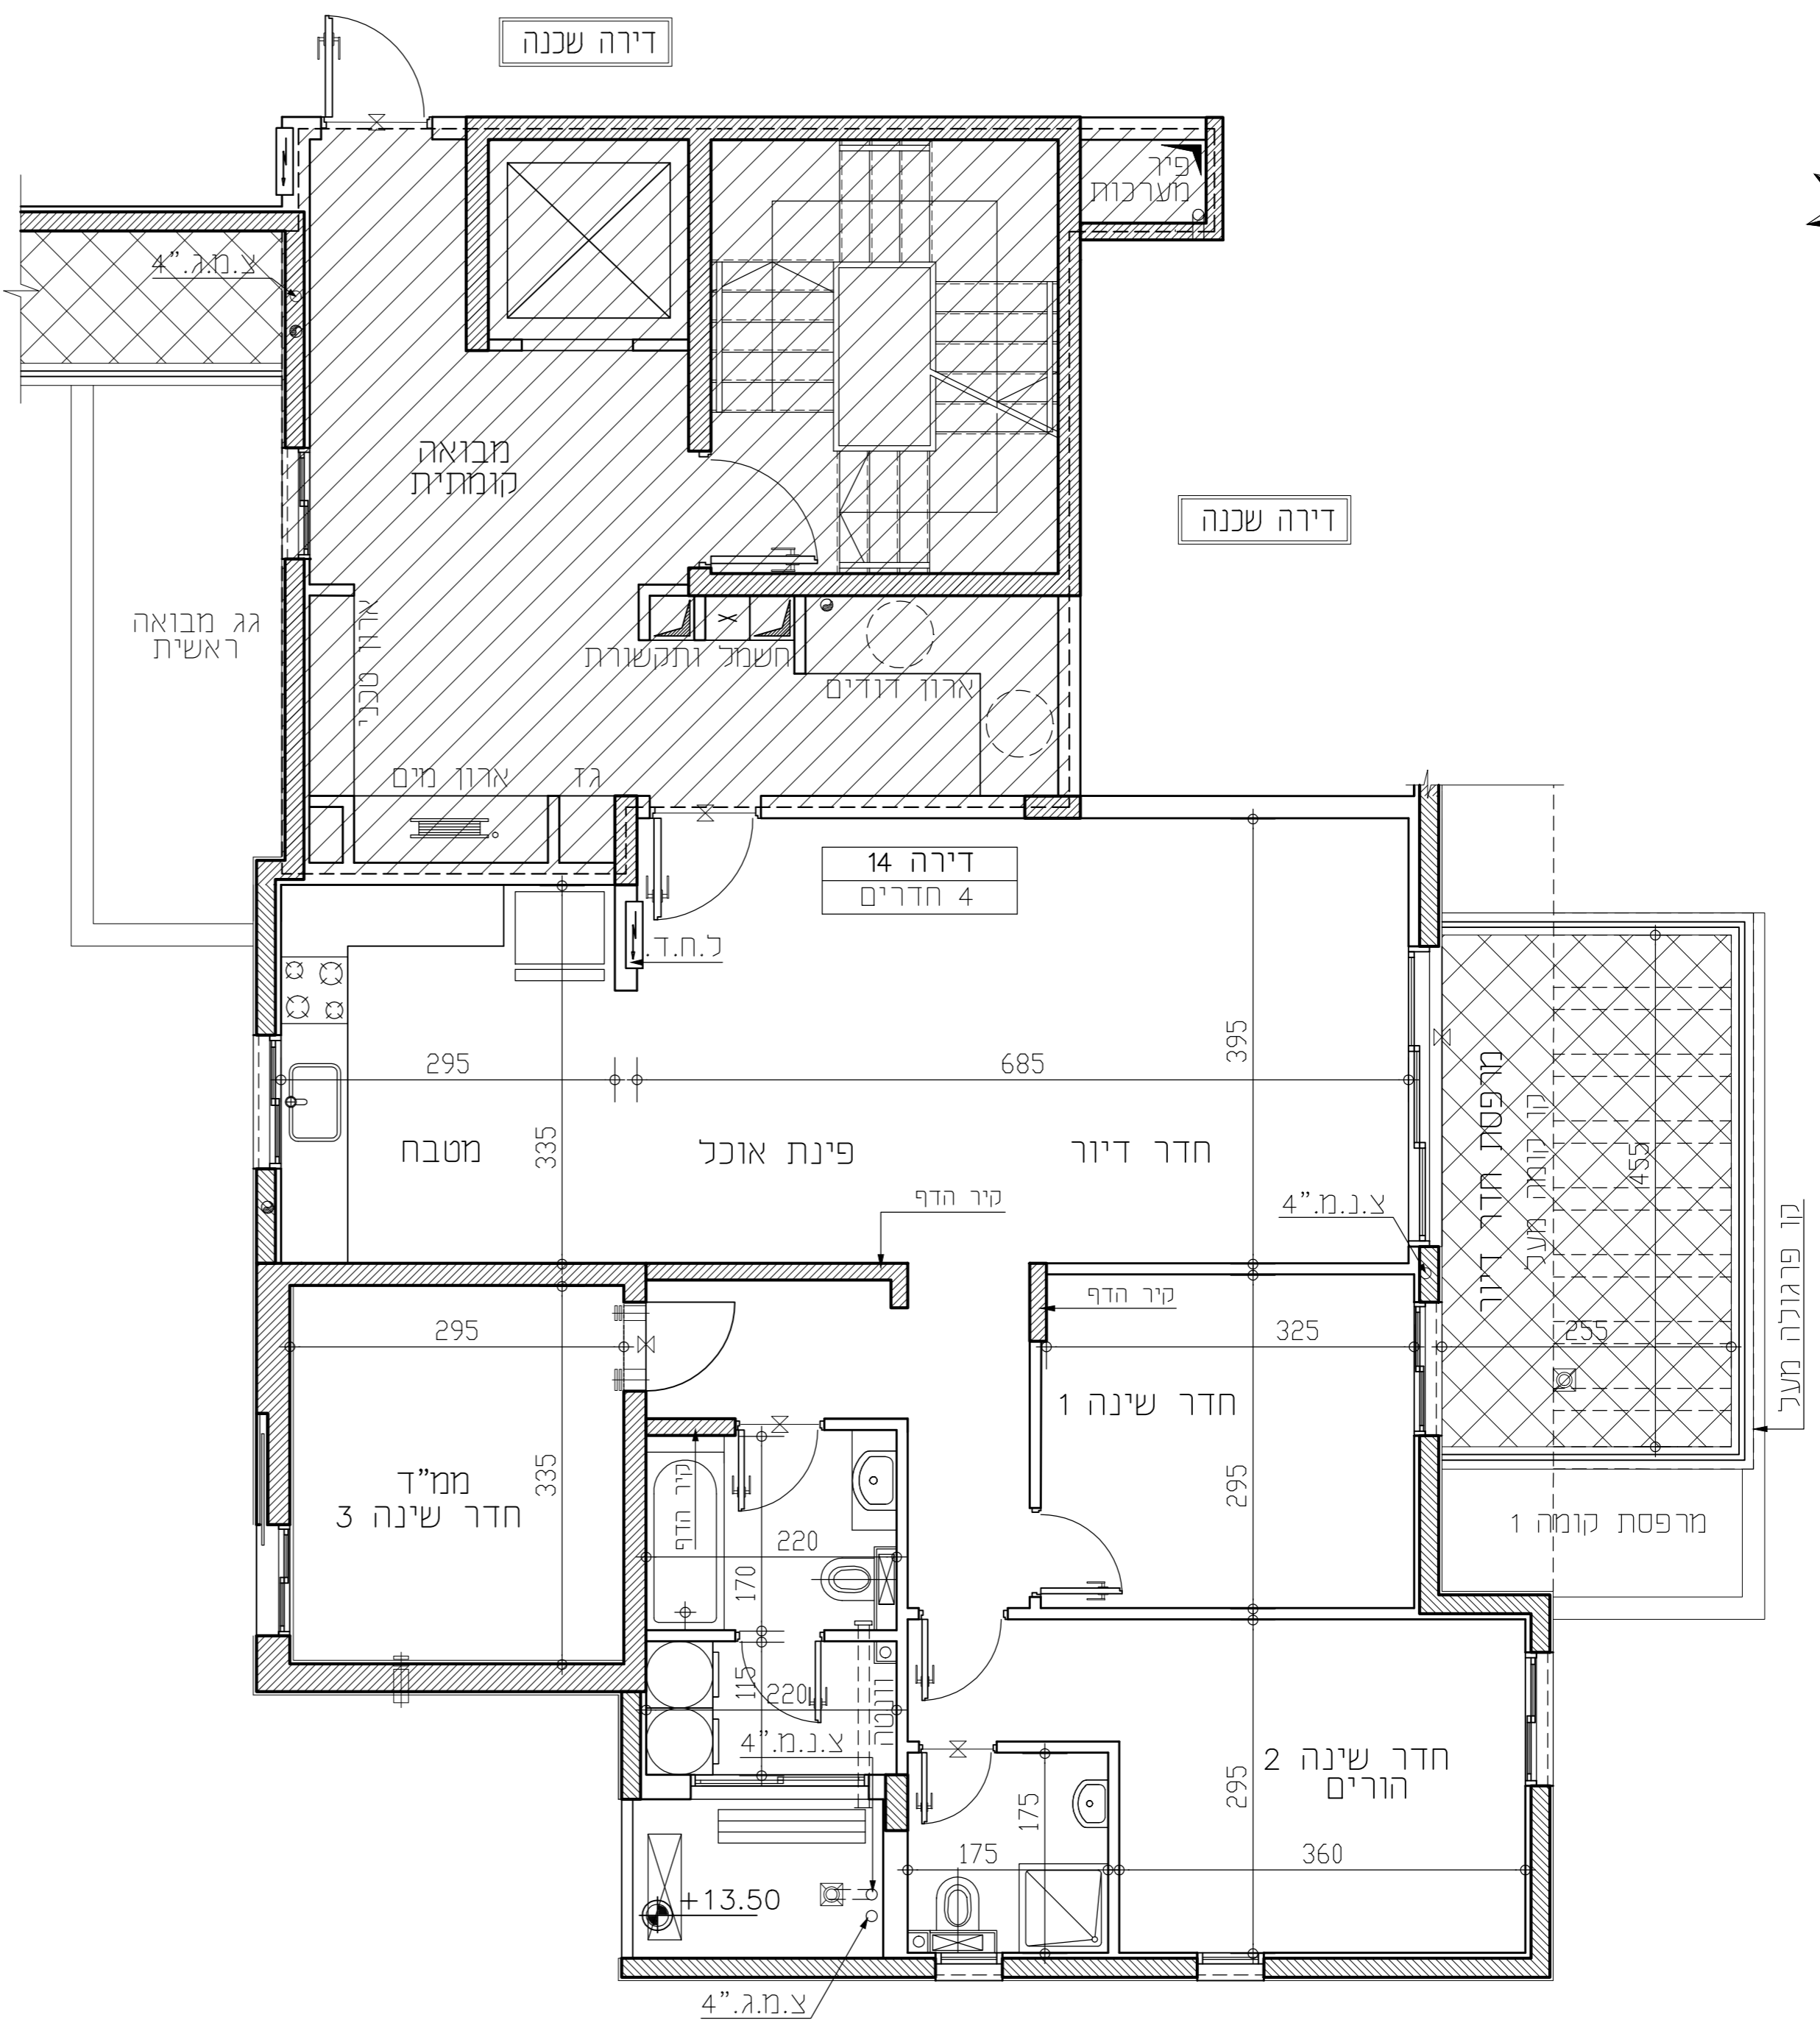 דירה שכנה
פיר
מערכות
צ.מ.ג."4
מבואה
קומתית
דירה שכנה
גג מבואה
ראשית
ארון טכני
חשמל ותקשורת
ארון דודים
ארון מים
גז
דירה 14
4 חדרים
ל.ח.ד.
295
685
395
335
מטבח
פינת אוכל
חדר דיור
קיר הדף
צ.נ.מ."4
מרפסת חדר דיור
קו קומה מעל
455
255
קו פרגולה מעל
קיר הדף
295
325
חדר שינה 1
295
335
ממ"ד
חדר שינה 3
קיר הדף
220
170
מרפסת קומה 1
115
220
וונטה
צ.נ.מ."4
חדר שינה 2
הורים
295
175
175
360
+13.50
צ.מ.ג."4